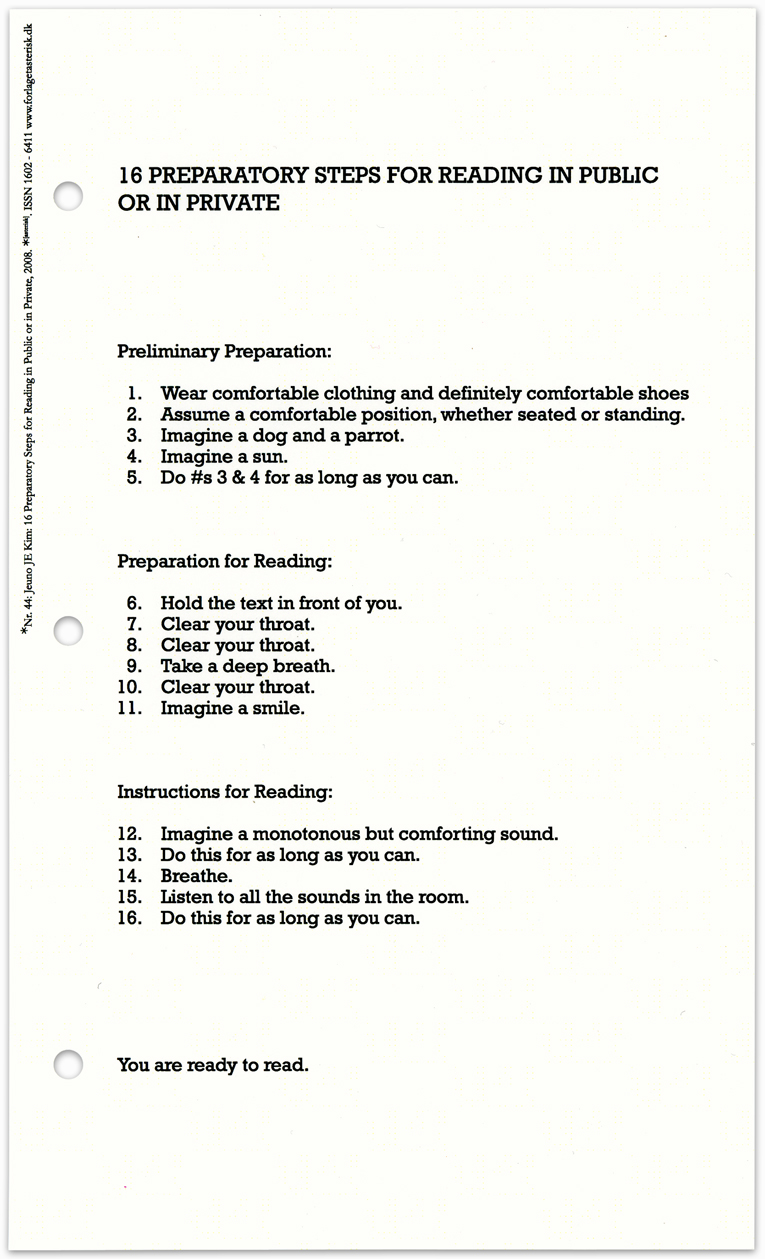 16 PREPARATORY STEPS FOR READING IN PUBLIC
OR IN PRIVATE
Preliminary Preparation:
1. Wear comfortable clothing and definitely comfortable shoes
2. Assume a comfortable position, whether seated or standing.
3. Imagine a dog and a parrot.
4. Imagine a sun.
5. Do #s 3 & 4 for as long as you can.
Preparation for Reading:
6. Hold the text in front of you.
7. Clear your throat.
8. Clear your throat.
9. Take a deep breath.
10. Clear your throat.
11. Imagine a smile.
Instructions for Reading:
12. Imagine a monotonous but comforting sound.
13. Do this for as long as you can.
14. Breathe.
15. Listen to all the sounds in the room.
16. Do this for as long as you can.
You are ready to read.
*Nr. 44: Jeuno JE Kim: 16 Preparatory Steps for Reading in Public or in Private, 2008. * . ISSN 1602 - 6411 www.forlagetasterisk.dk